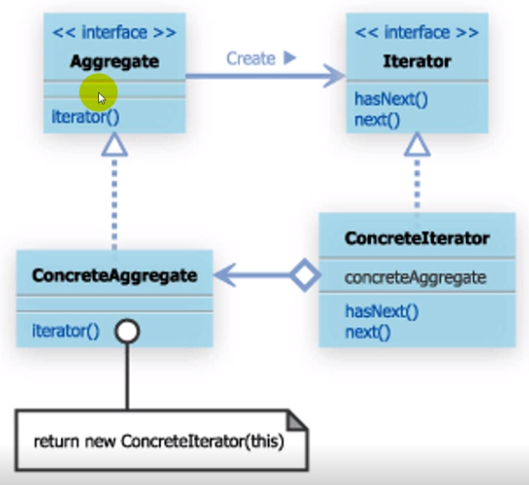 << interface >>
Aggregate
iterator()
Create ▶
<< interface >>
Iterator
hasNext()
next()
ConcreteAggregate
iterator()
ConcreteIterator
concreteAggregate
hasNext()
next()
return new ConcreteIterator(this)